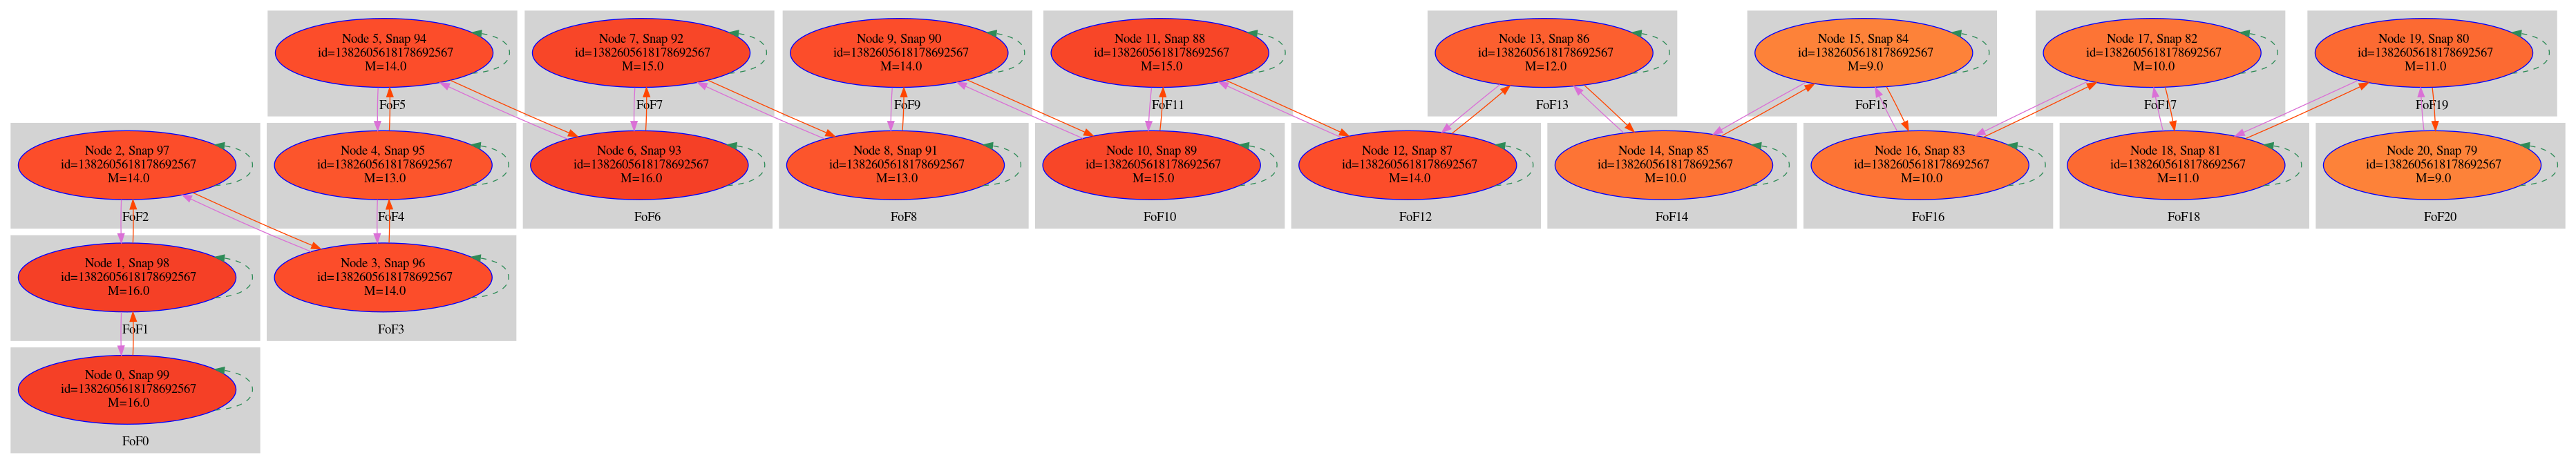 Node 5, Snap 94
id=1382605618178692567
M=14.0
FoF5
Node 7, Snap 92
id=1382605618178692567
M=15.0
FoF7
Node 9, Snap 90
id=1382605618178692567
M=14.0
FoF9
Node 11, Snap 88
id=1382605618178692567
M=15.0
FoF11
Node 13, Snap 86
id=1382605618178692567
M=12.0
FoF13
Node 15, Snap 84
id=1382605618178692567
M=9.0
FoF15
Node 17, Snap 82
id=1382605618178692567
M=10.0
FoF17
Node 19, Snap 80
id=1382605618178692567
M=11.0
FoF19
Node 2, Snap 97
id=1382605618178692567
M=14.0
FoF2
Node 4, Snap 95
id=1382605618178692567
M=13.0
FoF4
Node 6, Snap 93
id=1382605618178692567
M=16.0
FoF6
Node 8, Snap 91
id=1382605618178692567
M=13.0
FoF8
Node 10, Snap 89
id=1382605618178692567
M=15.0
FoF10
Node 12, Snap 87
id=1382605618178692567
M=14.0
FoF12
Node 14, Snap 85
id=1382605618178692567
M=10.0
FoF14
Node 16, Snap 83
id=1382605618178692567
M=10.0
FoF16
Node 18, Snap 81
id=1382605618178692567
M=11.0
FoF18
Node 20, Snap 79
id=1382605618178692567
M=9.0
FoF20
Node 1, Snap 98
id=1382605618178692567
M=16.0
FoF1
Node 3, Snap 96
id=1382605618178692567
M=14.0
FoF3
Node 0, Snap 99
id=1382605618178692567
M=16.0
FoF0